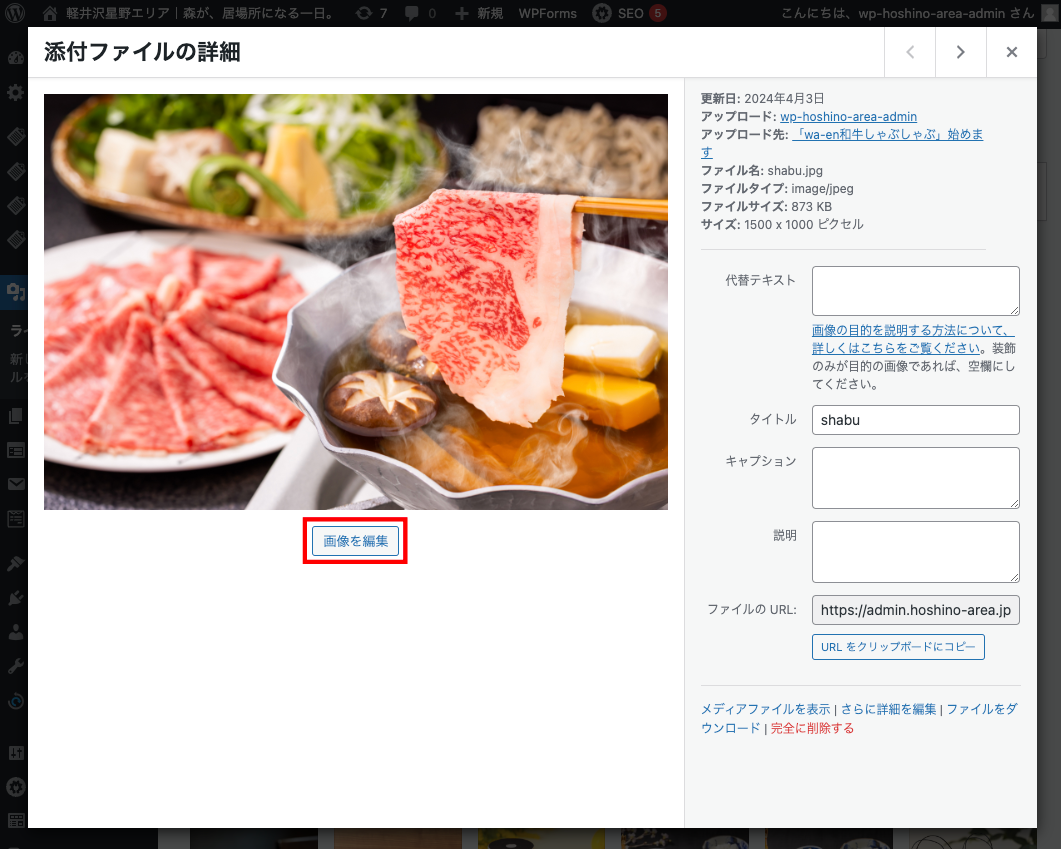 軽井沢星野エリア｜森が、居場所になる一日。 7 0 新規 WPForms SEO 5 こんにちは、wp-hoshino-area-admin さん
添付ファイルの詳細
更新日: 2024年4月3日
アップロード: wp-hoshino-area-admin
アップロード先: 「wa-en和牛しゃぶしゃぶ」始めま
す
ファイル名: shabu.jpg
ファイルタイプ: image/jpeg
ファイルサイズ: 873 KB
サイズ: 1500 x 1000 ピクセル
代替テキスト
画像の目的を説明する方法について、
詳しくはこちらをご覧ください。装飾
のみが目的の画像であれば、空欄にし
てください。
タイトル shabu
キャプション
説明
ファイルの URL: https://admin.hoshino-area.jp
URL をクリップボードにコピー
メディアファイルを表示 | さらに詳細を編集 | ファイルをダ
ウンロード | 完全に削除する
画像を編集